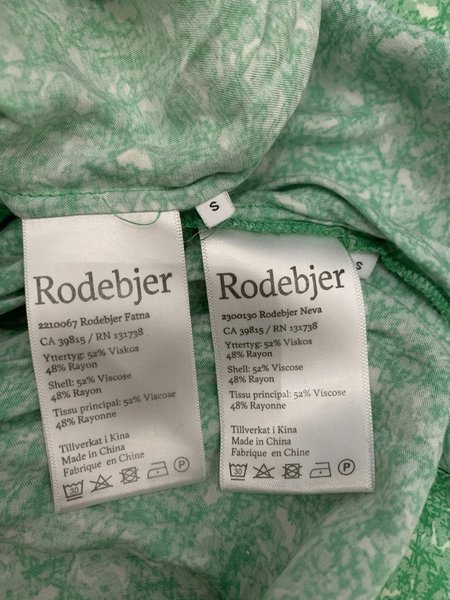 S
Rodebjer
2210067 Rodebjer Fatna
CA 39815 / RN 131738
Yttertyg: 52% Viskos
48% Rayon
Shell: 52% Viscose
48% Rayon
Tissu principal: 52% Viscose
48% Rayonne
Tillverkat i Kina
Made in China
Fabrique en Chine
30
P
S
Rodebjer
2300130 Rodebjer Neva
CA 39815 / RN 131738
Yttertyg: 52% Viskos
48% Rayon
Shell: 52% Viscose
48% Rayon
Tissu principal: 52% Viscose
48% Rayonne
Tillverkat i Kina
Made in China
Fabrique en Chine
30
P